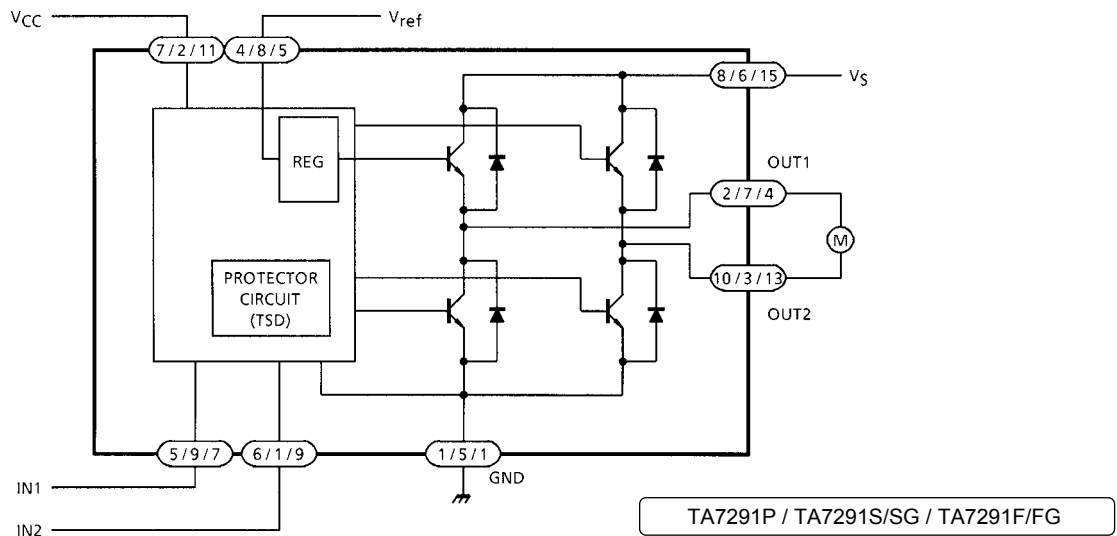 VCC
Vref
7 / 2 / 11
4 / 8 / 5
8 / 6 / 15
VS
REG
OUT1
2 / 7 / 4
M
PROTECTOR
CIRCUIT
(TSD)
10 / 3 / 13
OUT2
5 / 9 / 7
6 / 1 / 9
1 / 5 / 1
GND
IN1
IN2
TA7291P / TA7291S/SG / TA7291F/FG